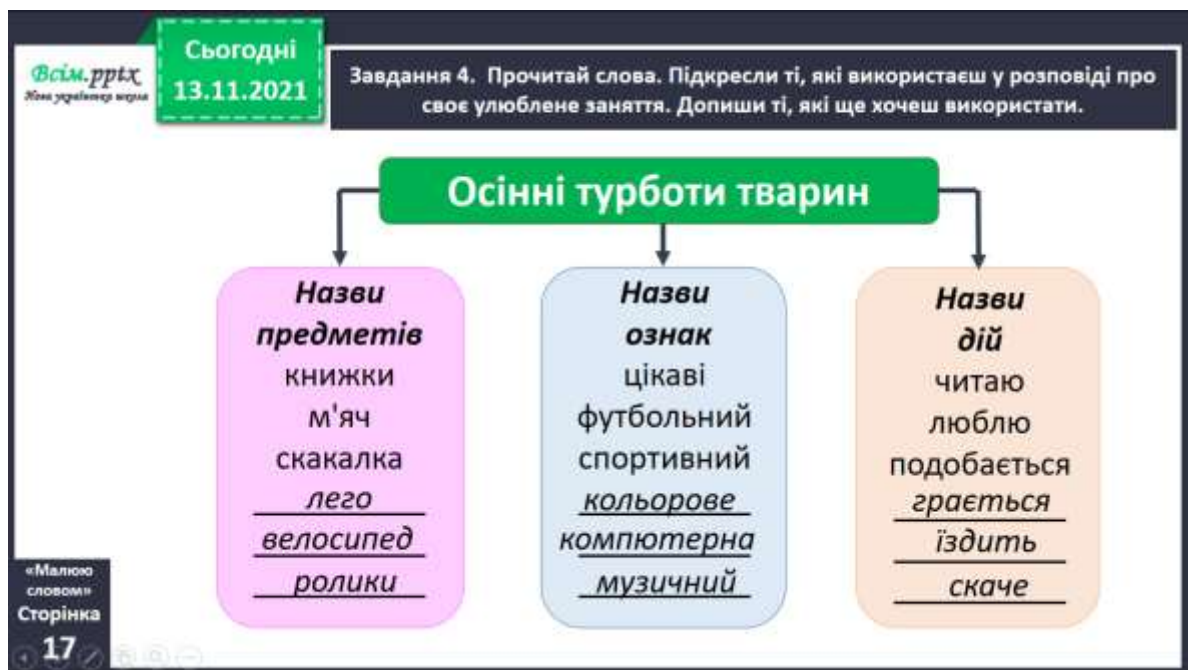 Всім.pptx
Нова українська школа
Сьогодні
13.11.2021
Завдання 4. Прочитай слова. Підкресли ті, які використаєш у розповіді про
своє улюблене заняття. Допиши ті, які ще хочеш використати.
Осінні турботи тварин
Назви
предметів
книжки
м'яч
скакалка
лего
велосипед
ролики
Назви
ознак
цікаві
футбольний
спортивний
кольорове
компютерна
музичний
Назви
дій
читаю
люблю
подобається
грається
їздить
скаче
«Малюю
словом»
Сторінка
17